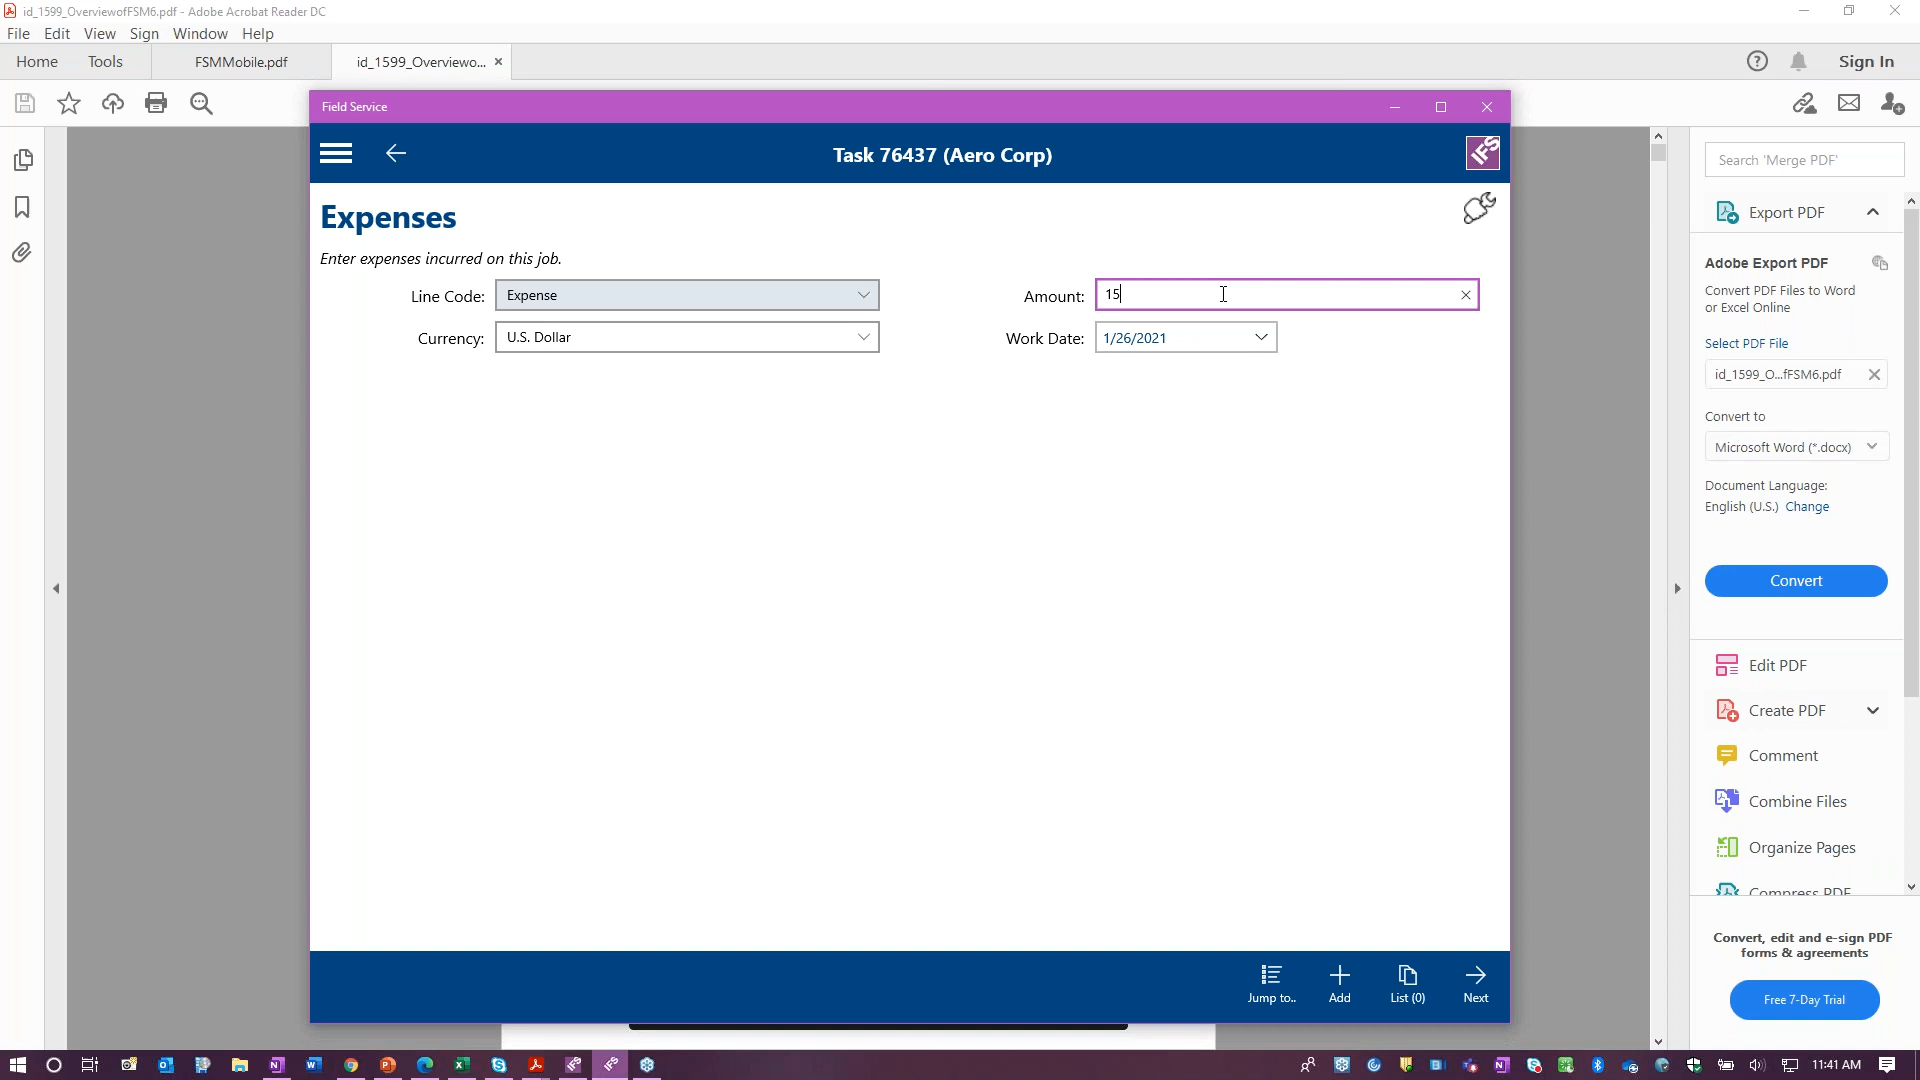 id_1599_OverviewofFSM6.pdf - Adobe Acrobat Reader DC
File Edit View Sign Window Help
Home Tools FSMMobile.pdf id_1599_Overviewo... Sign In
Field Service
Task 76437 (Aero Corp)
IFS
Expenses
Enter expenses incurred on this job.
Line Code: Expense Amount: 15
Currency: U.S. Dollar Work Date: 1/26/2021
Jump to.. Add List (0) Next
Search 'Merge PDF'
Export PDF
Adobe Export PDF
Convert PDF Files to Word
or Excel Online
Select PDF File
id_1599_O...fFSM6.pdf
Convert to
Microsoft Word (*.docx)
Document Language:
English (U.S.) Change
Convert
Edit PDF
Create PDF
Comment
Combine Files
Organize Pages
Compress PDF
Convert, edit and e-sign PDF
forms & agreements
Free 7-Day Trial
11:41 AM